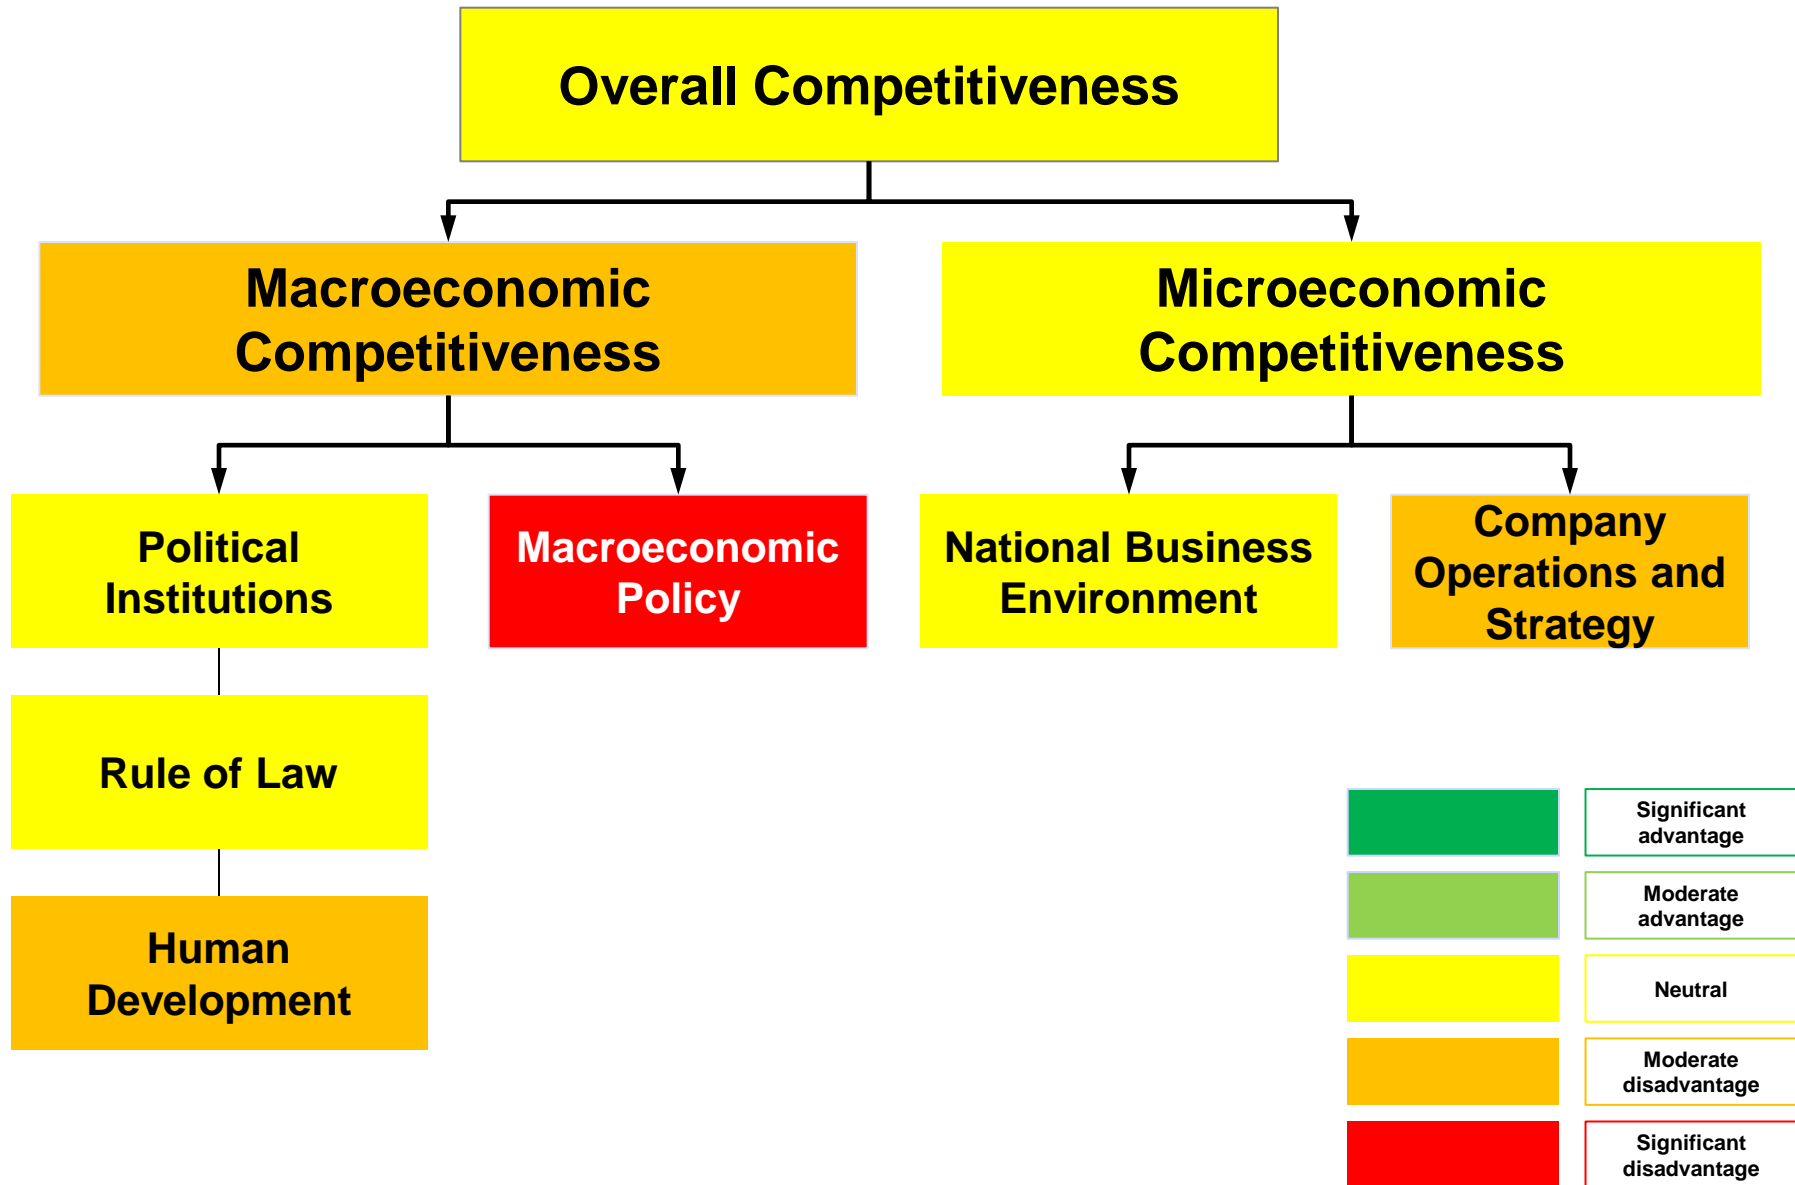 Overall Competitiveness
Macroeconomic
Competitiveness
Microeconomic
Competitiveness
Political
Institutions
Macroeconomic
Policy
National Business
Environment
Company
Operations and
Strategy
Rule of Law
Human
Development
Significant
advantage
Moderate
advantage
Neutral
Moderate
disadvantage
Significant
disadvantage